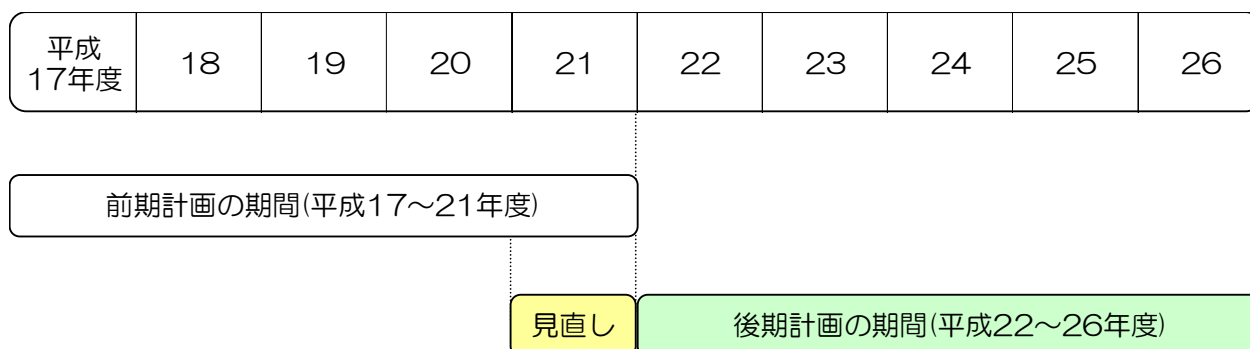 平成
17年度
18
19
20
21
22
23
24
25
26
前期計画の期間(平成17～21年度)
見直し
後期計画の期間(平成22～26年度)